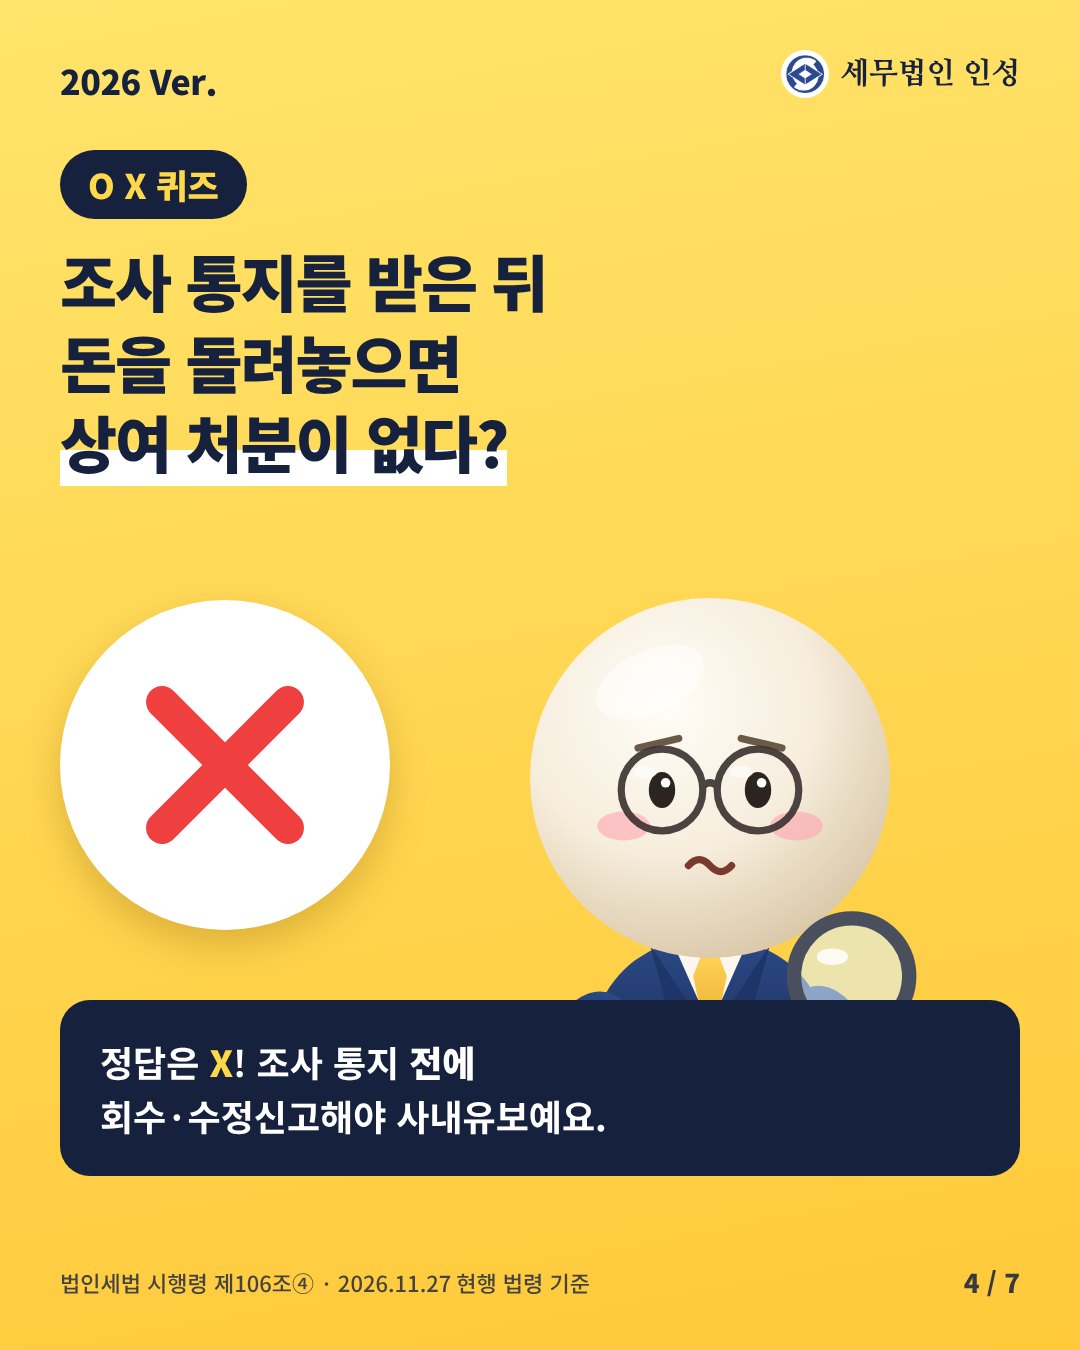 2026 Ver.
세무법인 인성
O X 퀴즈
조사 통지를 받은 뒤
돈을 돌려놓으면
상여 처분이 없다?
정답은 X! 조사 통지 전에
회수·수정신고해야 사내유보예요.
법인세법 시행령 제106조④ · 2026.11.27 현행 법령 기준
4 / 7